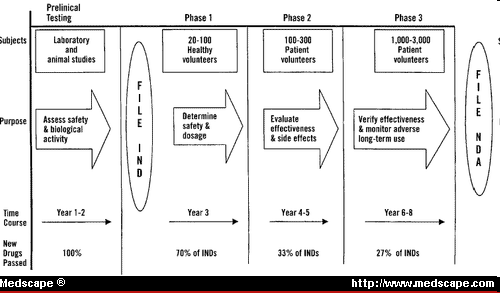 Prelinical
Testing
Phase 1
Phase 2
Phase 3
Subjects
Laboratory
and
animal studies
20-100
Healthy
volunteers
100-300
Patient
volunteers
1,000-3,000
Patient
volunteers
S
FILE IND
FILE NDA
Purpose
Assess safety
& biological
activity
Determine
safety &
dosage
Evaluate
effectiveness
& side effects
Verify effectiveness
& monitor adverse
long-term use
Time
Course
Year 1-2
Year 3
Year 4-5
Year 6-8
New
Drugs
Passed
100%
70% of INDs
33% of INDs
27% of INDs
Medscape ®
http://www.medscape.com